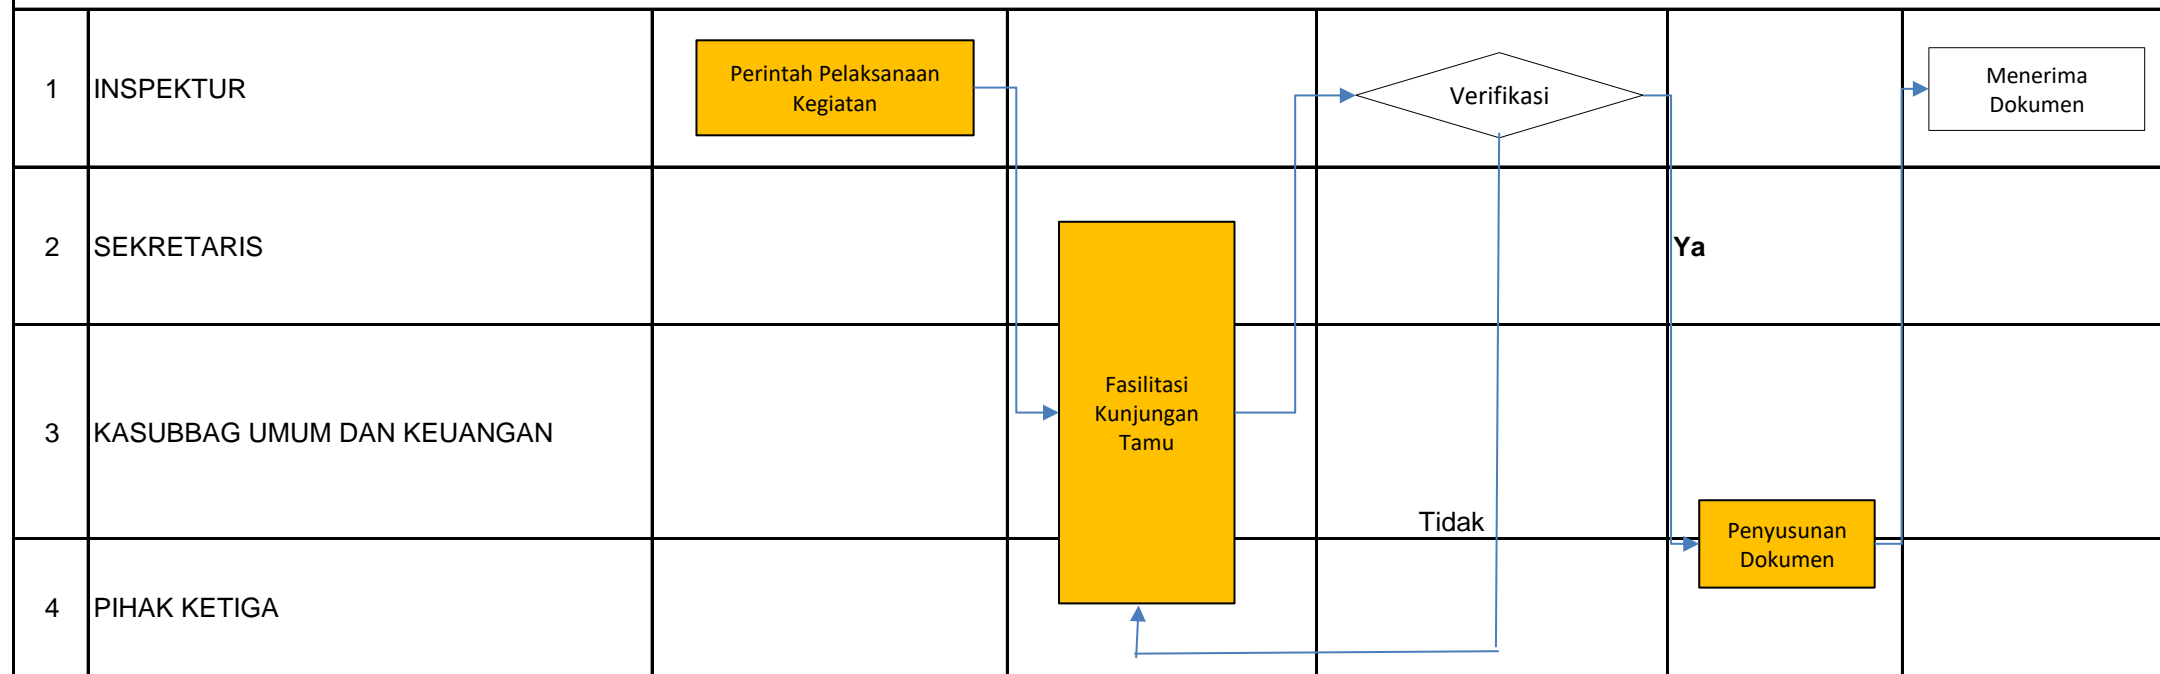 1 INSPEKTUR
Perintah Pelaksanaan
Kegiatan
Verifikasi
Menerima
Dokumen
2 SEKRETARIS
Ya
3 KASUBBAG UMUM DAN KEUANGAN
Fasilitasi
Kunjungan
Tamu
Tidak
Penyusunan
Dokumen
4 PIHAK KETIGA